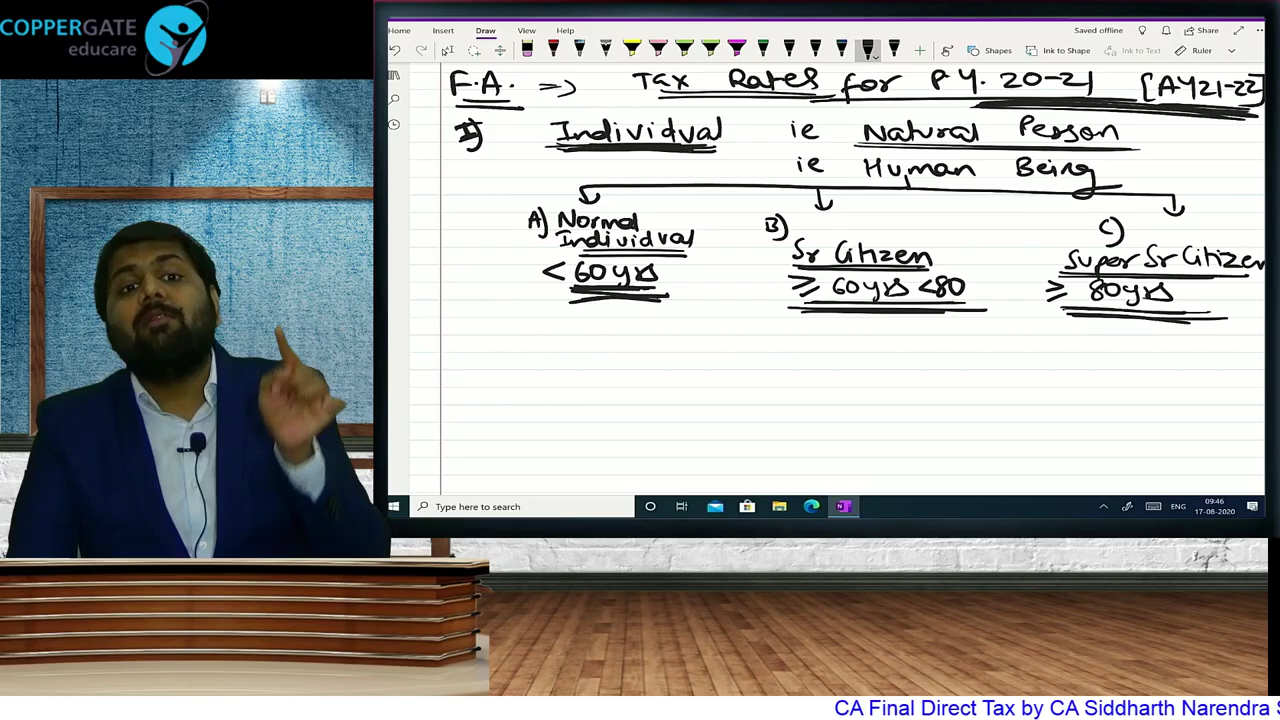 COPPERGATE
educare
Home Insert Draw View Help
Saved offline
Share
Shapes
Ink to Shape
Ink to Text
Ruler
F.A. => Tax Rates for P.Y. 20-21 [AY21-22]
I) Individual ie Natural Person
ie Human Being
A) Normal
Individual
< 60yrs
B)
Sr Citizen
≥ 60yrs <80
C)
Super Sr Citizen
≥ 80yrs
Type here to search
ENG
09:46
17-08-2020
CA Final Direct Tax by CA Siddharth Narendra S